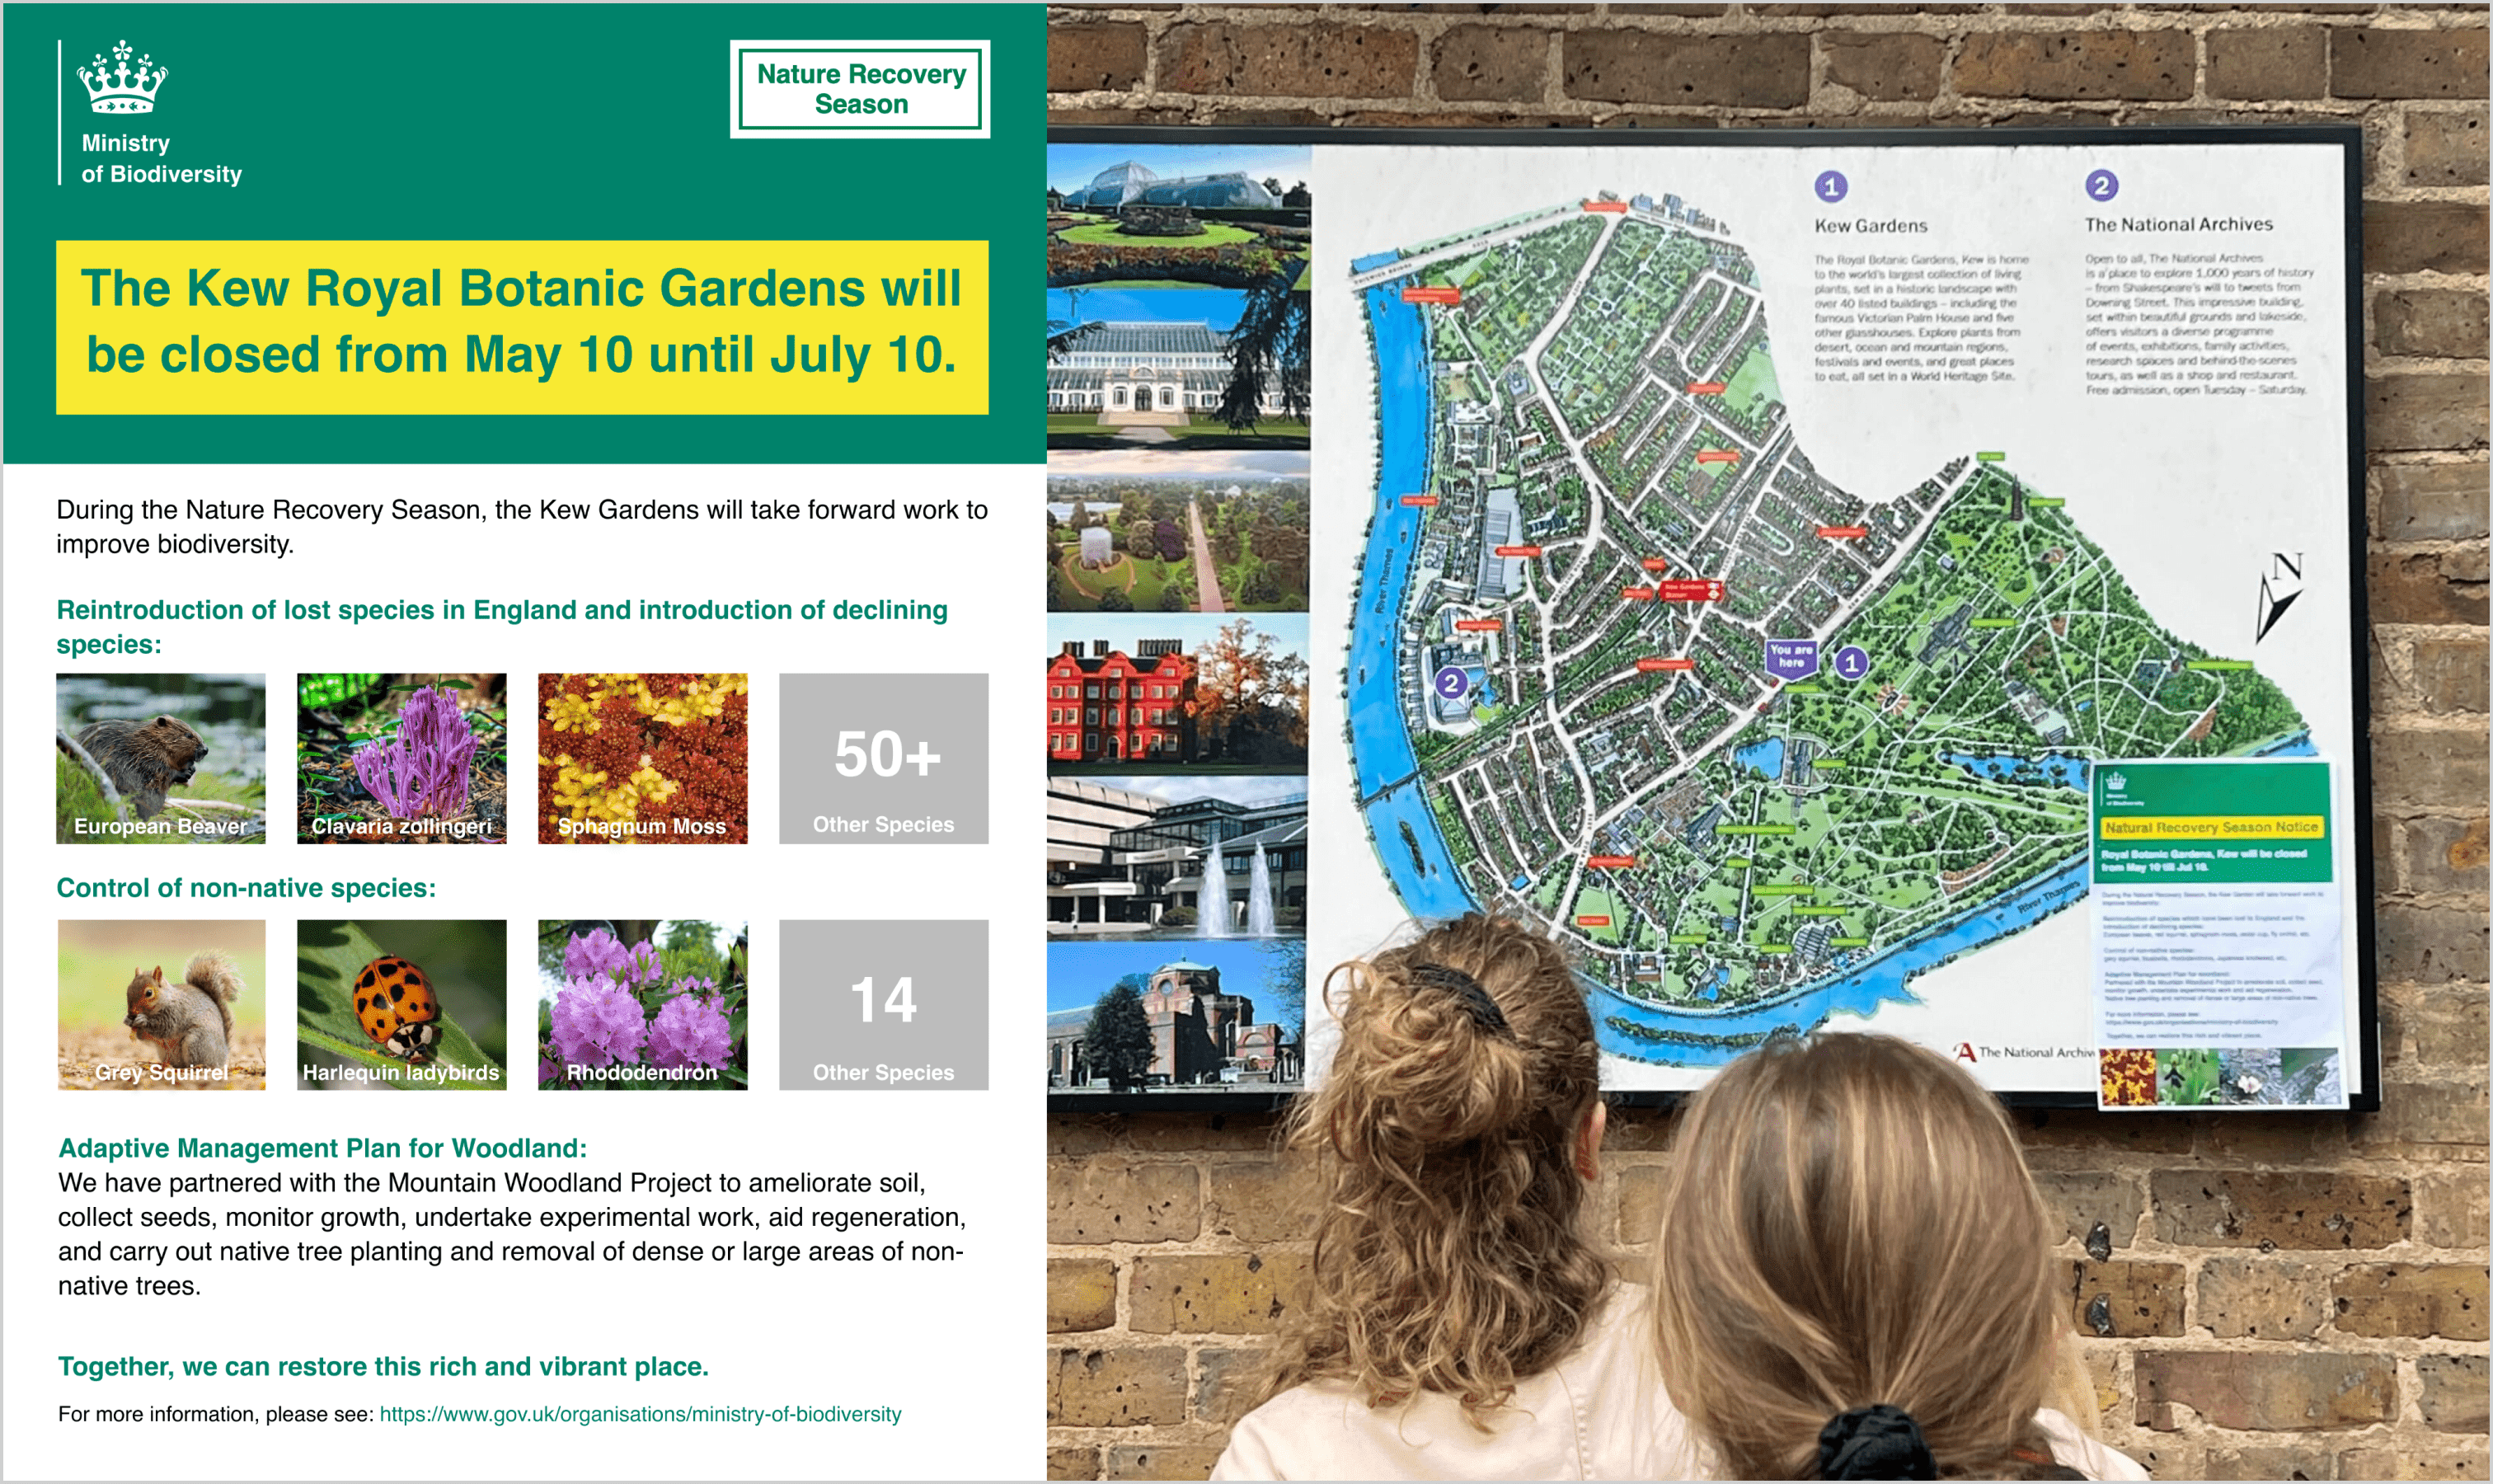 Ministry
of Biodiversity
Nature Recovery
Season
The Kew Royal Botanic Gardens will
be closed from May 10 until July 10.
During the Nature Recovery Season, the Kew Gardens will take forward work to
improve biodiversity.
Reintroduction of lost species in England and introduction of declining
species:
European Beaver
Clavaria zollingeri
Sphagnum Moss
50+
Other Species
Control of non-native species:
Grey Squirrel
Harlequin ladybirds
Rhododendron
14
Other Species
Adaptive Management Plan for Woodland:
We have partnered with the Mountain Woodland Project to ameliorate soil,
collect seeds, monitor growth, undertake experimental work, aid regeneration,
and carry out native tree planting and removal of dense or large areas of non-
native trees.
Together, we can restore this rich and vibrant place.
For more information, please see: https://www.gov.uk/organisations/ministry-of-biodiversity
1
Kew Gardens
The Royal Botanic Gardens, Kew is home
to the world's largest collection of living
plants, set in a historic landscape with
over 40 listed buildings – including the
famous Victorian Palm House and five
other glasshouses. Explore plants from
desert, ocean and mountain regions,
festivals and events, and great places
to eat, all set in a World Heritage Site.
2
The National Archives
Open to all, The National Archives
is a place to explore 1,000 years of history
– from Shakespeare's will to tweets from
Downing Street. This impressive building,
set within beautiful grounds and lakeside,
offers visitors a diverse programme
of events, exhibitions, family activities,
research spaces and behind-the-scenes
tours, as well as a shop and restaurant.
Free admission, open Tuesday – Saturday.
N
River Thames
Kew Gardens
Station
You are
here
1
2
River Thames
The National Archiv
Ministry
of Biodiversity
Natural Recovery Season Notice
Royal Botanic Gardens, Kew will be closed
from May 10 till Jul 10.